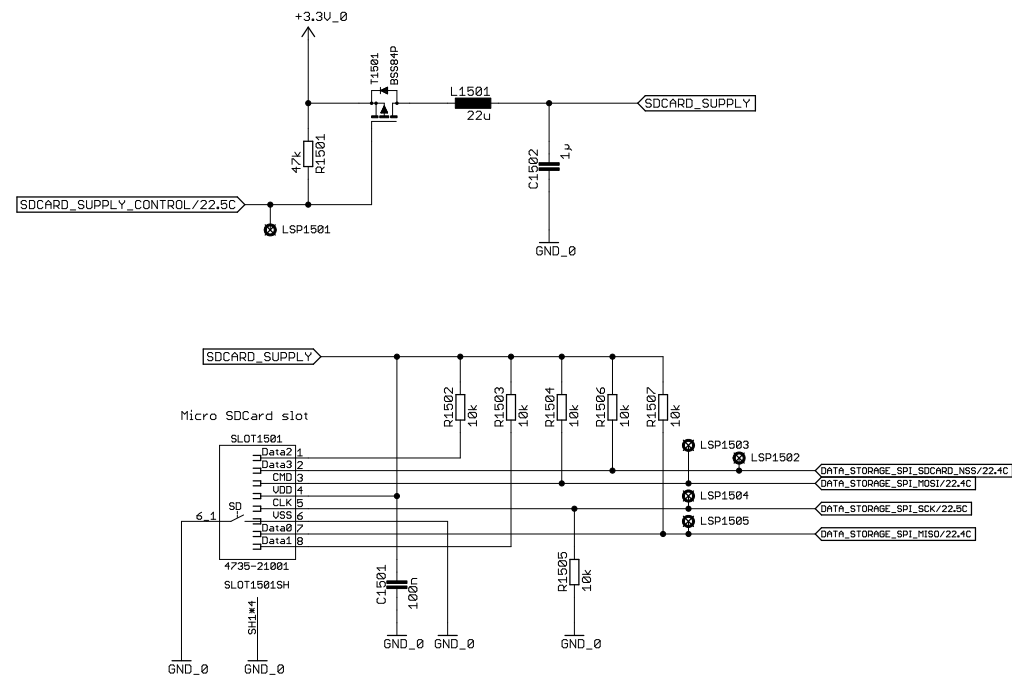 +3.3V_0
T1501
BSS84P
L1501
22u
SDCARD_SUPPLY
47k
R1501
C1502
1µ
SDCARD_SUPPLY_CONTROL/22.5C
LSP1501
GND_0
SDCARD_SUPPLY
R1502
10k
R1503
10k
R1504
10k
R1506
10k
R1507
10k
Micro SDCard slot
SLOT1501
LSP1503
LSP1502
Data2 1
Data3 2
DATA_STORAGE_SPI_SDCARD_NSS/22.4C
CMD 3
DATA_STORAGE_SPI_MOSI/22.4C
VDD 4
LSP1504
SD
CLK 5
DATA_STORAGE_SPI_SCK/22.5C
6_1
VSS 6
LSP1505
Data0 7
DATA_STORAGE_SPI_MISO/22.4C
Data1 8
4735-21001
SLOT1501SH
C1501
100n
R1505
10k
SH1*4
GND_0
GND_0
GND_0
GND_0
GND_0